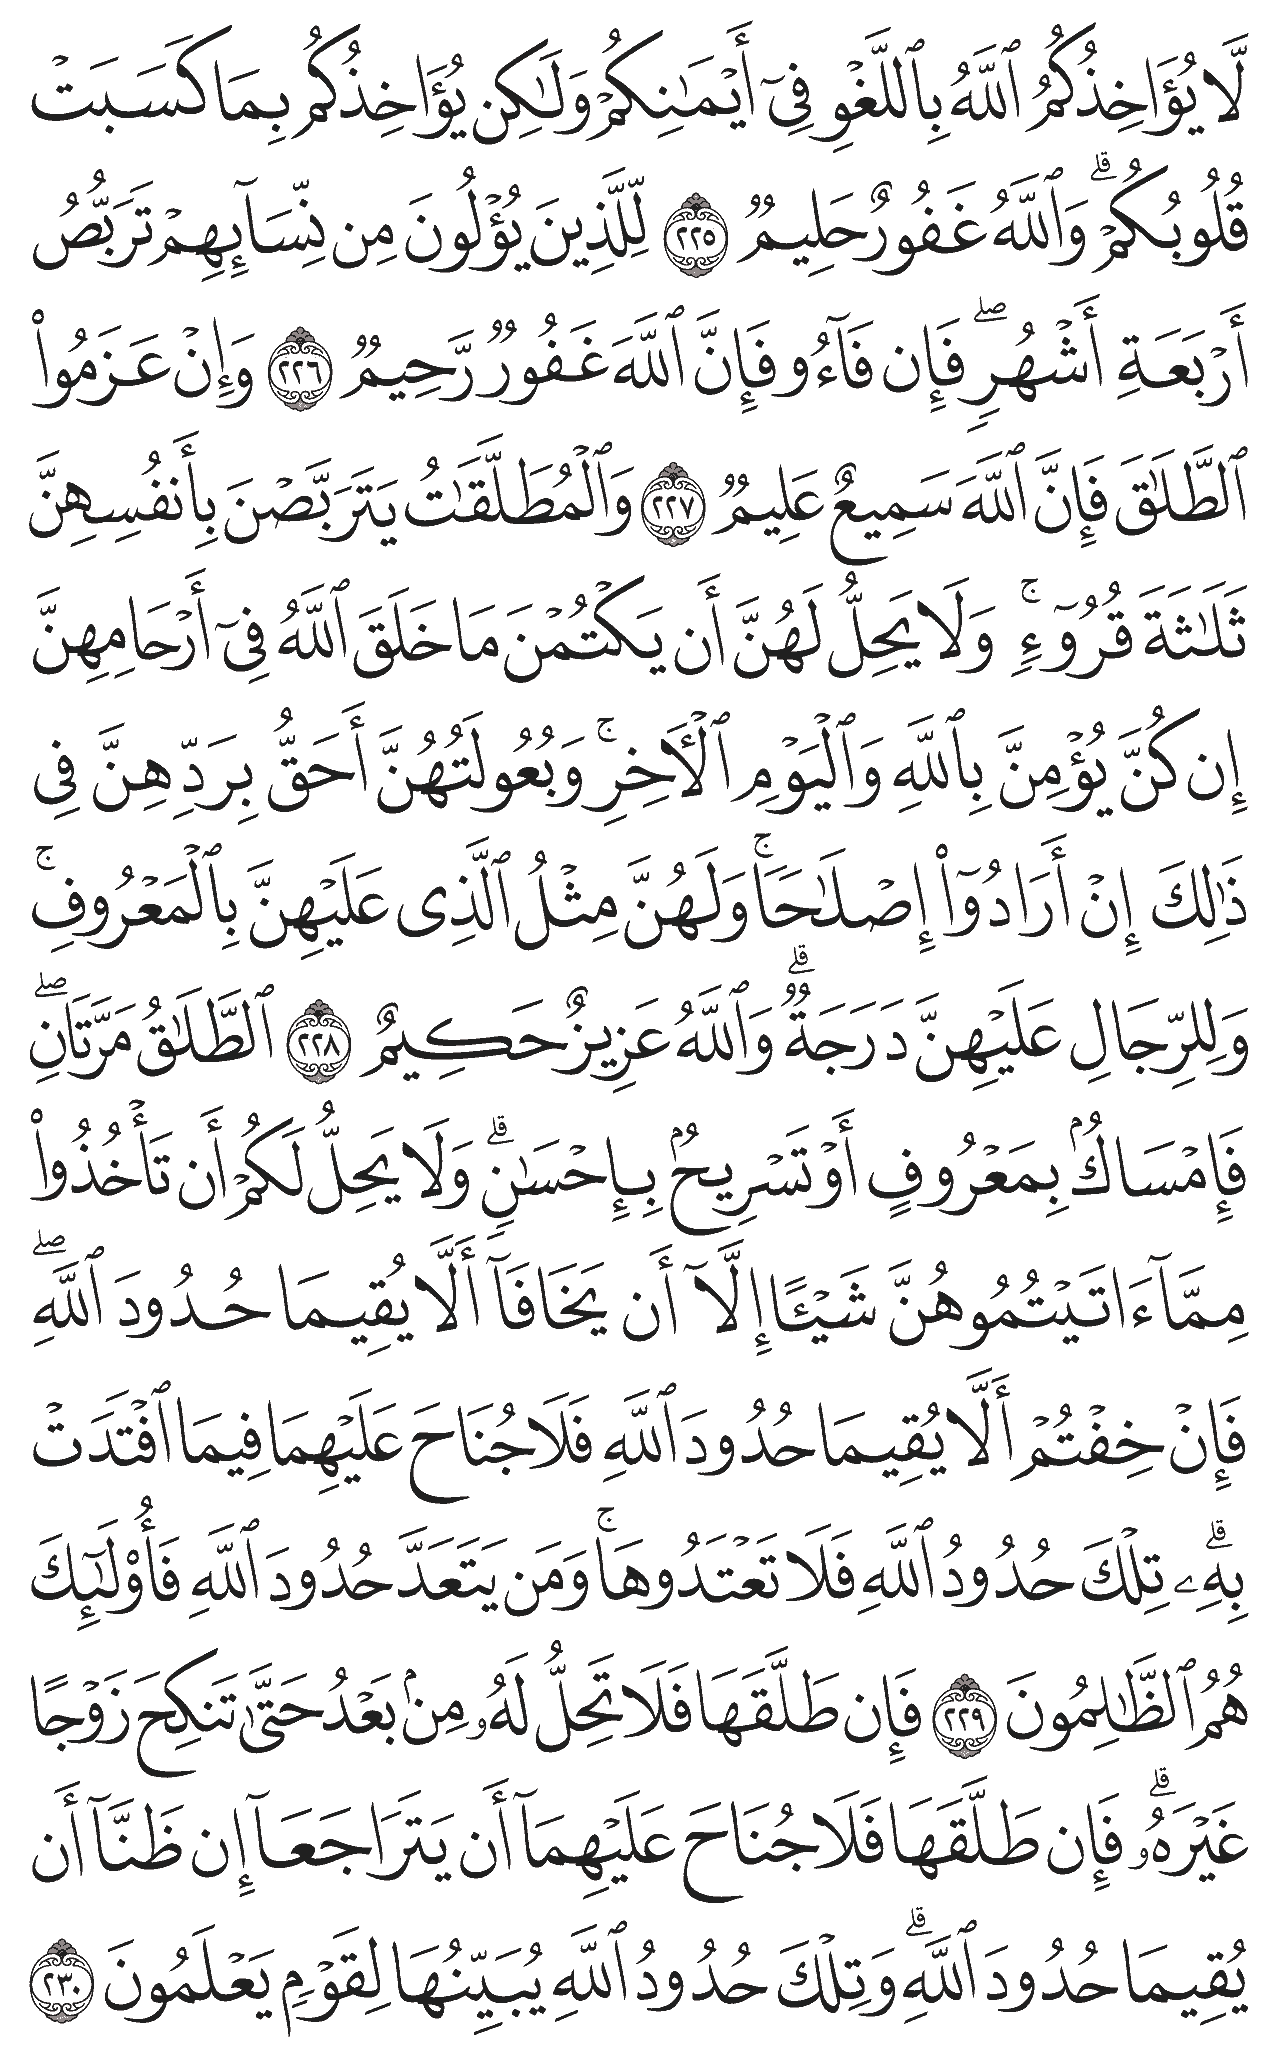 لَّا يُؤَاخِذُكُمُ ٱللَّهُ بِٱللَّغْوِ فِىٓ أَيْمَـٰنِكُمْ وَلَـٰكِن يُؤَاخِذُكُم بِمَا كَسَبَتْ
قُلُوبُكُمْ ۗ وَٱللَّهُ غَفُورٌ حَلِيمٌ ٢٢٥ لِّلَّذِينَ يُؤْلُونَ مِن نِّسَآئِهِمْ تَرَبُّصُ
أَرْبَعَةِ أَشْهُرٍ ۖ فَإِن فَآءُو فَإِنَّ ٱللَّهَ غَفُورٌ رَّحِيمٌ ٢٢٦ وَإِنْ عَزَمُوا۟
ٱلطَّلَـٰقَ فَإِنَّ ٱللَّهَ سَمِيعٌ عَلِيمٌ ٢٢٧ وَٱلْمُطَلَّقَـٰتُ يَتَرَبَّصْنَ بِأَنفُسِهِنَّ
ثَلَـٰثَةَ قُرُوٓءٍ ۚ وَلَا يَحِلُّ لَهُنَّ أَن يَكْتُمْنَ مَا خَلَقَ ٱللَّهُ فِىٓ أَرْحَامِهِنَّ
إِن كُنَّ يُؤْمِنَّ بِٱللَّهِ وَٱلْيَوْمِ ٱلْـَٔاخِرِ ۚ وَبُعُولَتُهُنَّ أَحَقُّ بِرَدِّهِنَّ فِى
ذَٰلِكَ إِنْ أَرَادُوٓا۟ إِصْلَـٰحًا ۚ وَلَهُنَّ مِثْلُ ٱلَّذِى عَلَيْهِنَّ بِٱلْمَعْرُوفِ ۚ
وَلِلرِّجَالِ عَلَيْهِنَّ دَرَجَةٌ ۗ وَٱللَّهُ عَزِيزٌ حَكِيمٌ ٢٢٨ ٱلطَّلَـٰقُ مَرَّتَانِ ۖ
فَإِمْسَاكٌۢ بِمَعْرُوفٍ أَوْ تَسْرِيحٌۢ بِإِحْسَـٰنٍ ۗ وَلَا يَحِلُّ لَكُمْ أَن تَأْخُذُوا۟
مِمَّآ ءَاتَيْتُمُوهُنَّ شَيْـًٔا إِلَّآ أَن يَخَافَآ أَلَّا يُقِيمَا حُدُودَ ٱللَّهِ ۖ
فَإِنْ خِفْتُمْ أَلَّا يُقِيمَا حُدُودَ ٱللَّهِ فَلَا جُنَاحَ عَلَيْهِمَا فِيمَا ٱفْتَدَتْ
بِهِۦ ۗ تِلْكَ حُدُودُ ٱللَّهِ فَلَا تَعْتَدُوهَا ۚ وَمَن يَتَعَدَّ حُدُودَ ٱللَّهِ فَأُو۟لَـٰٓئِكَ
هُمُ ٱلظَّـٰلِمُونَ ٢٢٩ فَإِن طَلَّقَهَا فَلَا تَحِلُّ لَهُۥ مِنۢ بَعْدُ حَتَّىٰ تَنكِحَ زَوْجًا
غَيْرَهُۥ ۗ فَإِن طَلَّقَهَا فَلَا جُنَاحَ عَلَيْهِمَآ أَن يَتَرَاجَعَآ إِن ظَنَّآ أَن
يُقِيمَا حُدُودَ ٱللَّهِ ۗ وَتِلْكَ حُدُودُ ٱللَّهِ يُبَيِّنُهَا لِقَوْمٍ يَعْلَمُونَ ٢٣٠